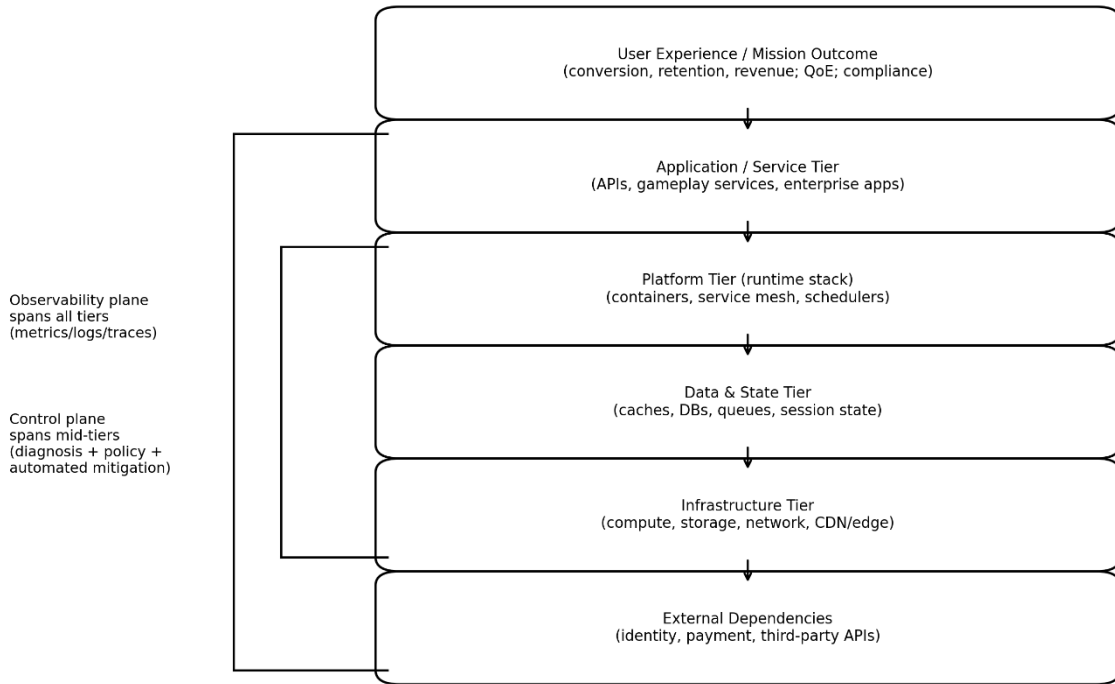 User Experience / Mission Outcome
(conversion, retention, revenue; QoE; compliance)
Application / Service Tier
(APIs, gameplay services, enterprise apps)
Platform Tier (runtime stack)
(containers, service mesh, schedulers)
Observability plane
spans all tiers
(metrics/logs/traces)
Data & State Tier
(caches, DBs, queues, session state)
Control plane
spans mid-tiers
(diagnosis + policy +
automated mitigation)
Infrastructure Tier
(compute, storage, network, CDN/edge)
External Dependencies
(identity, payment, third-party APIs)